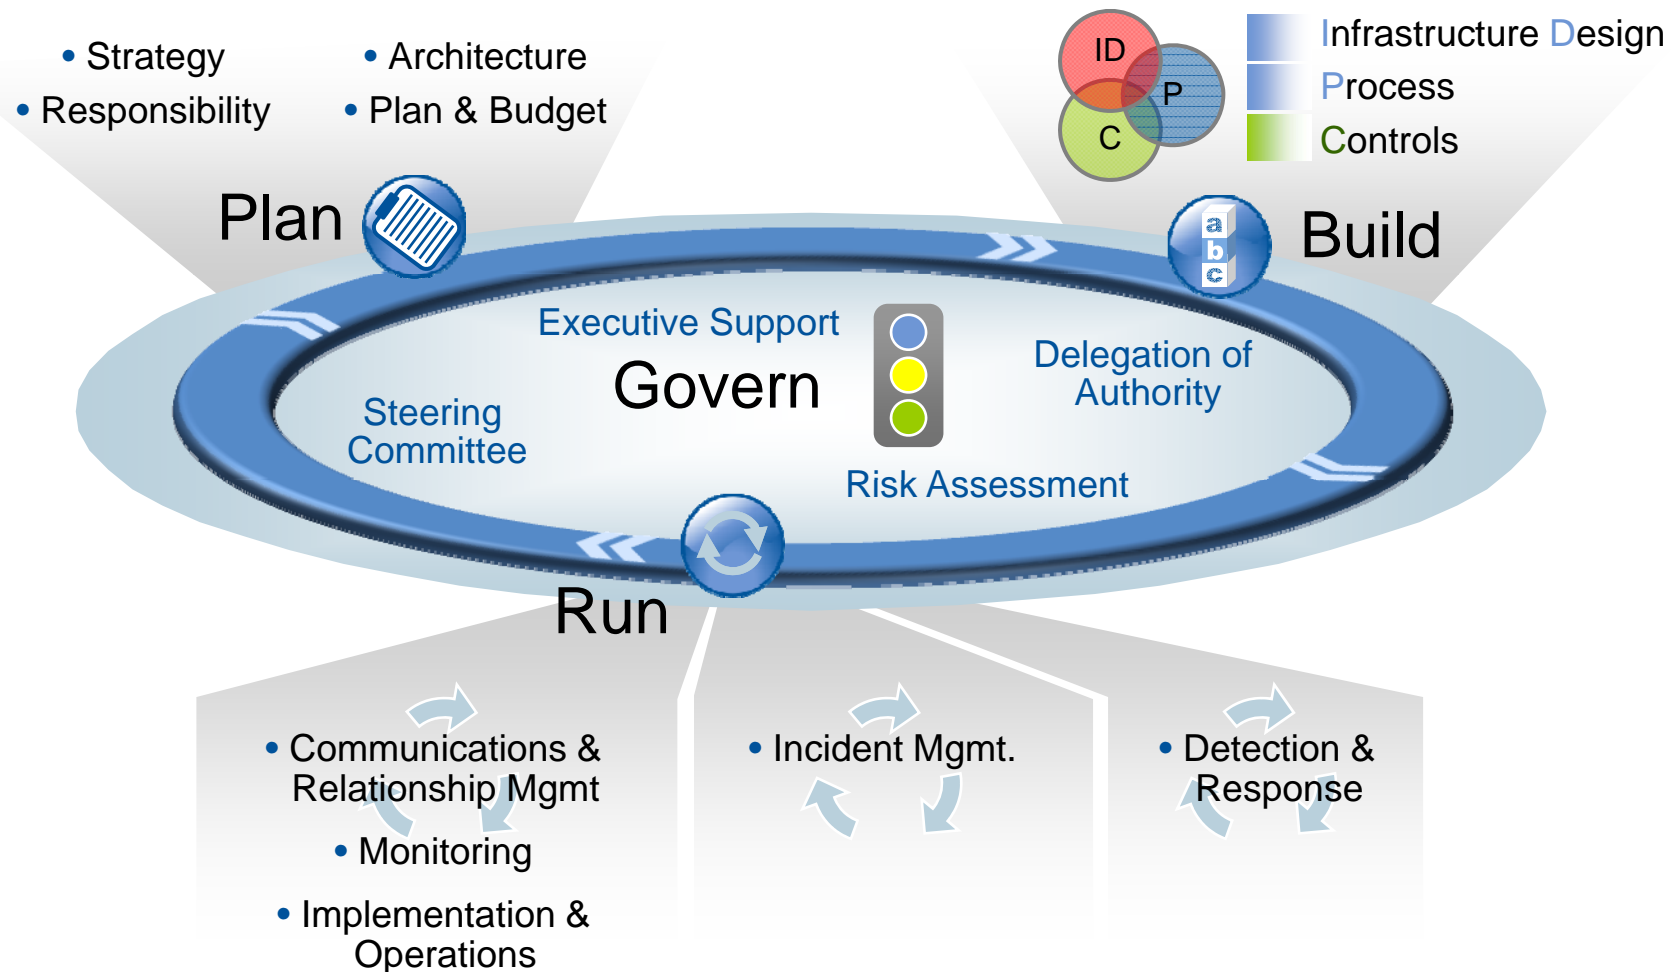 • Strategy
• Architecture
• Responsibility
• Plan & Budget
ID
P
C
Infrastructure Design
Process
Controls
Plan
a
b
c
Build
Executive Support
Govern
Delegation of
Authority
Steering
Committee
Risk Assessment
Run
• Communications &
Relationship Mgmt
• Monitoring
• Implementation &
Operations
• Incident Mgmt.
• Detection &
Response